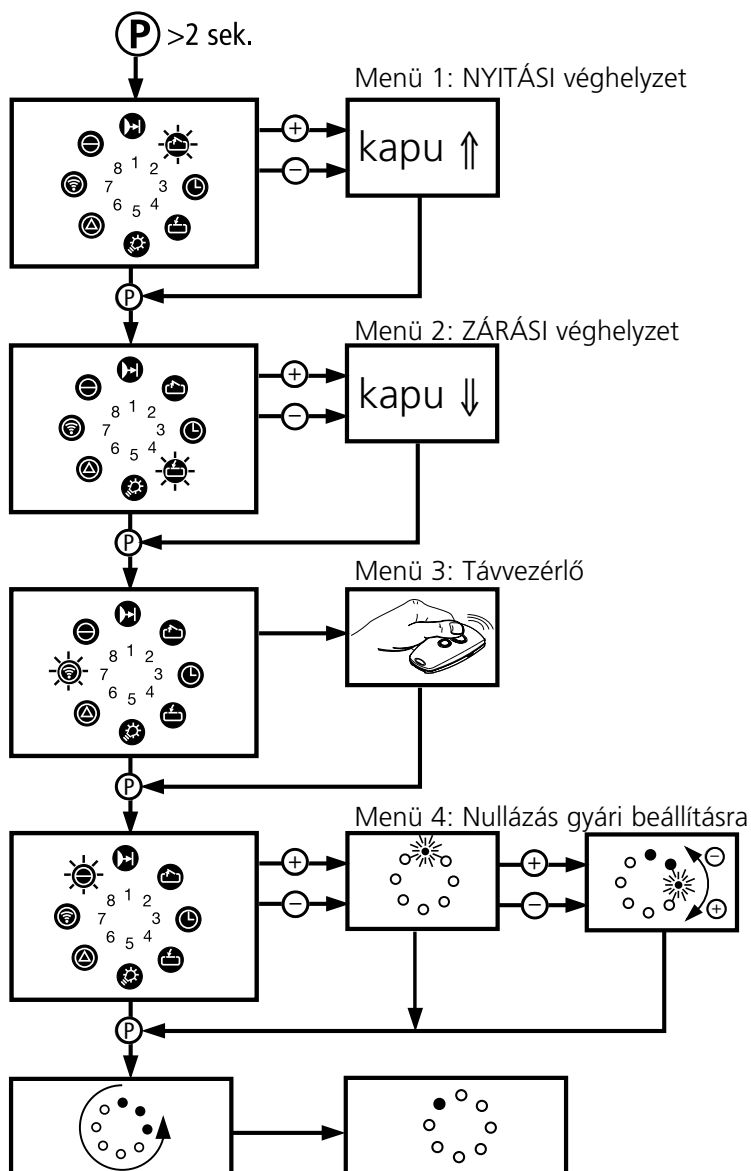 P >2 sek.
Menü 1: NYITÁSI véghelyzet
8 1 2
7 3
6 5 4
+
−
kapu ⇑
P
Menü 2: ZÁRÁSI véghelyzet
8 1 2
7 3
6 5 4
+
−
kapu ⇓
P
Menü 3: Távvezérlő
8 1 2
7 3
6 5 4
P
Menü 4: Nullázás gyári beállításra
8 1 2
7 3
6 5 4
+
−
+
−
−
+
P